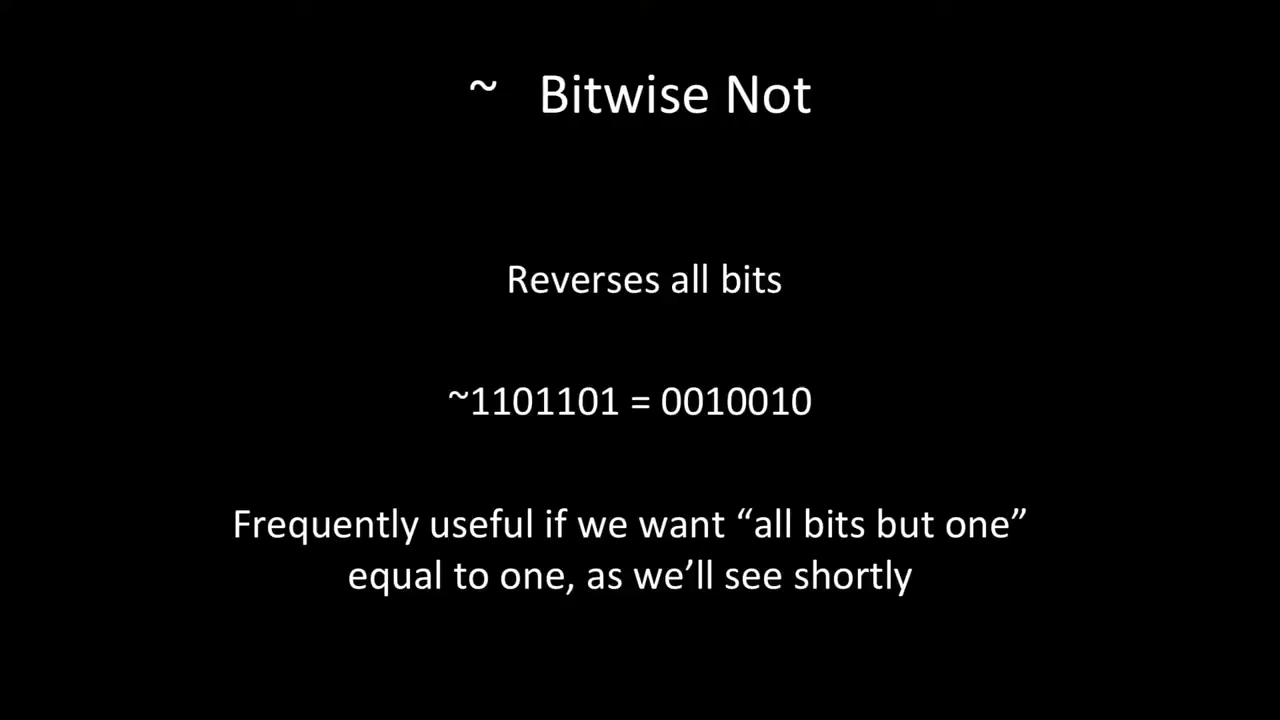 ~ Bitwise Not
Reverses all bits
~1101101 = 0010010
Frequently useful if we want “all bits but one”
equal to one, as we’ll see shortly